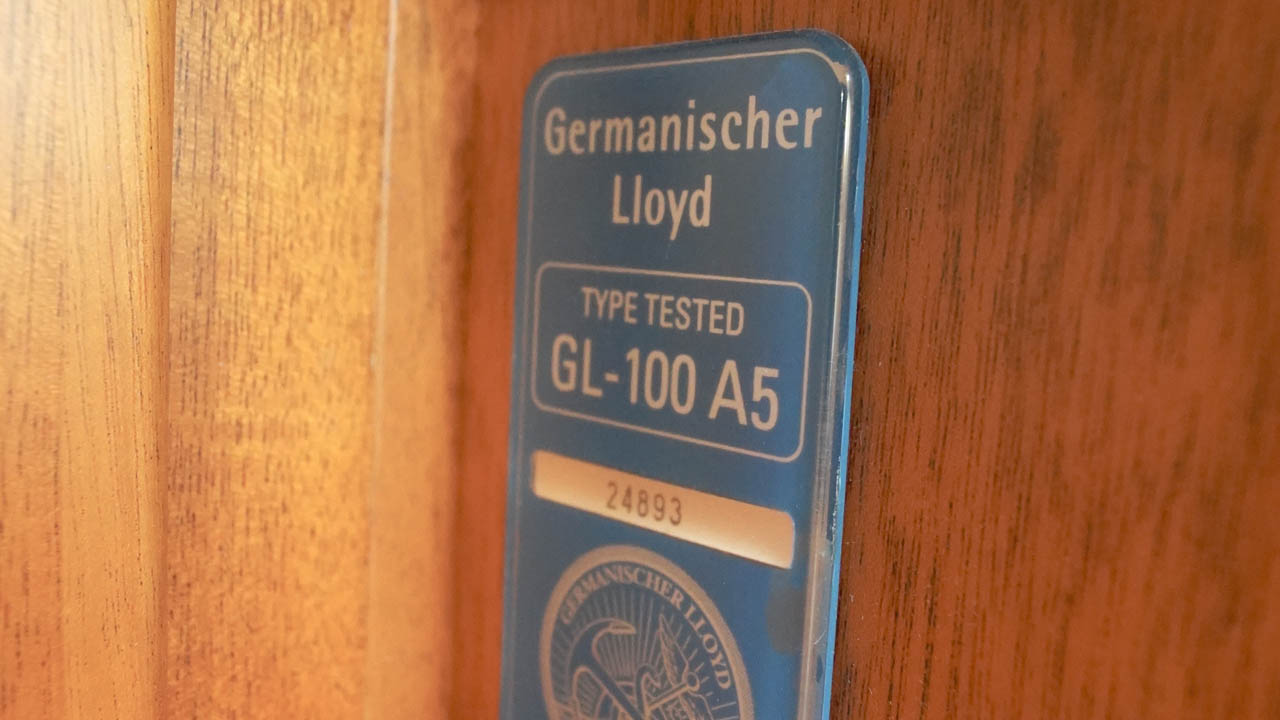 Germanischer
Lloyd
TYPE TESTED
GL-100 A5
24893
GERMANISCHER LLOYD